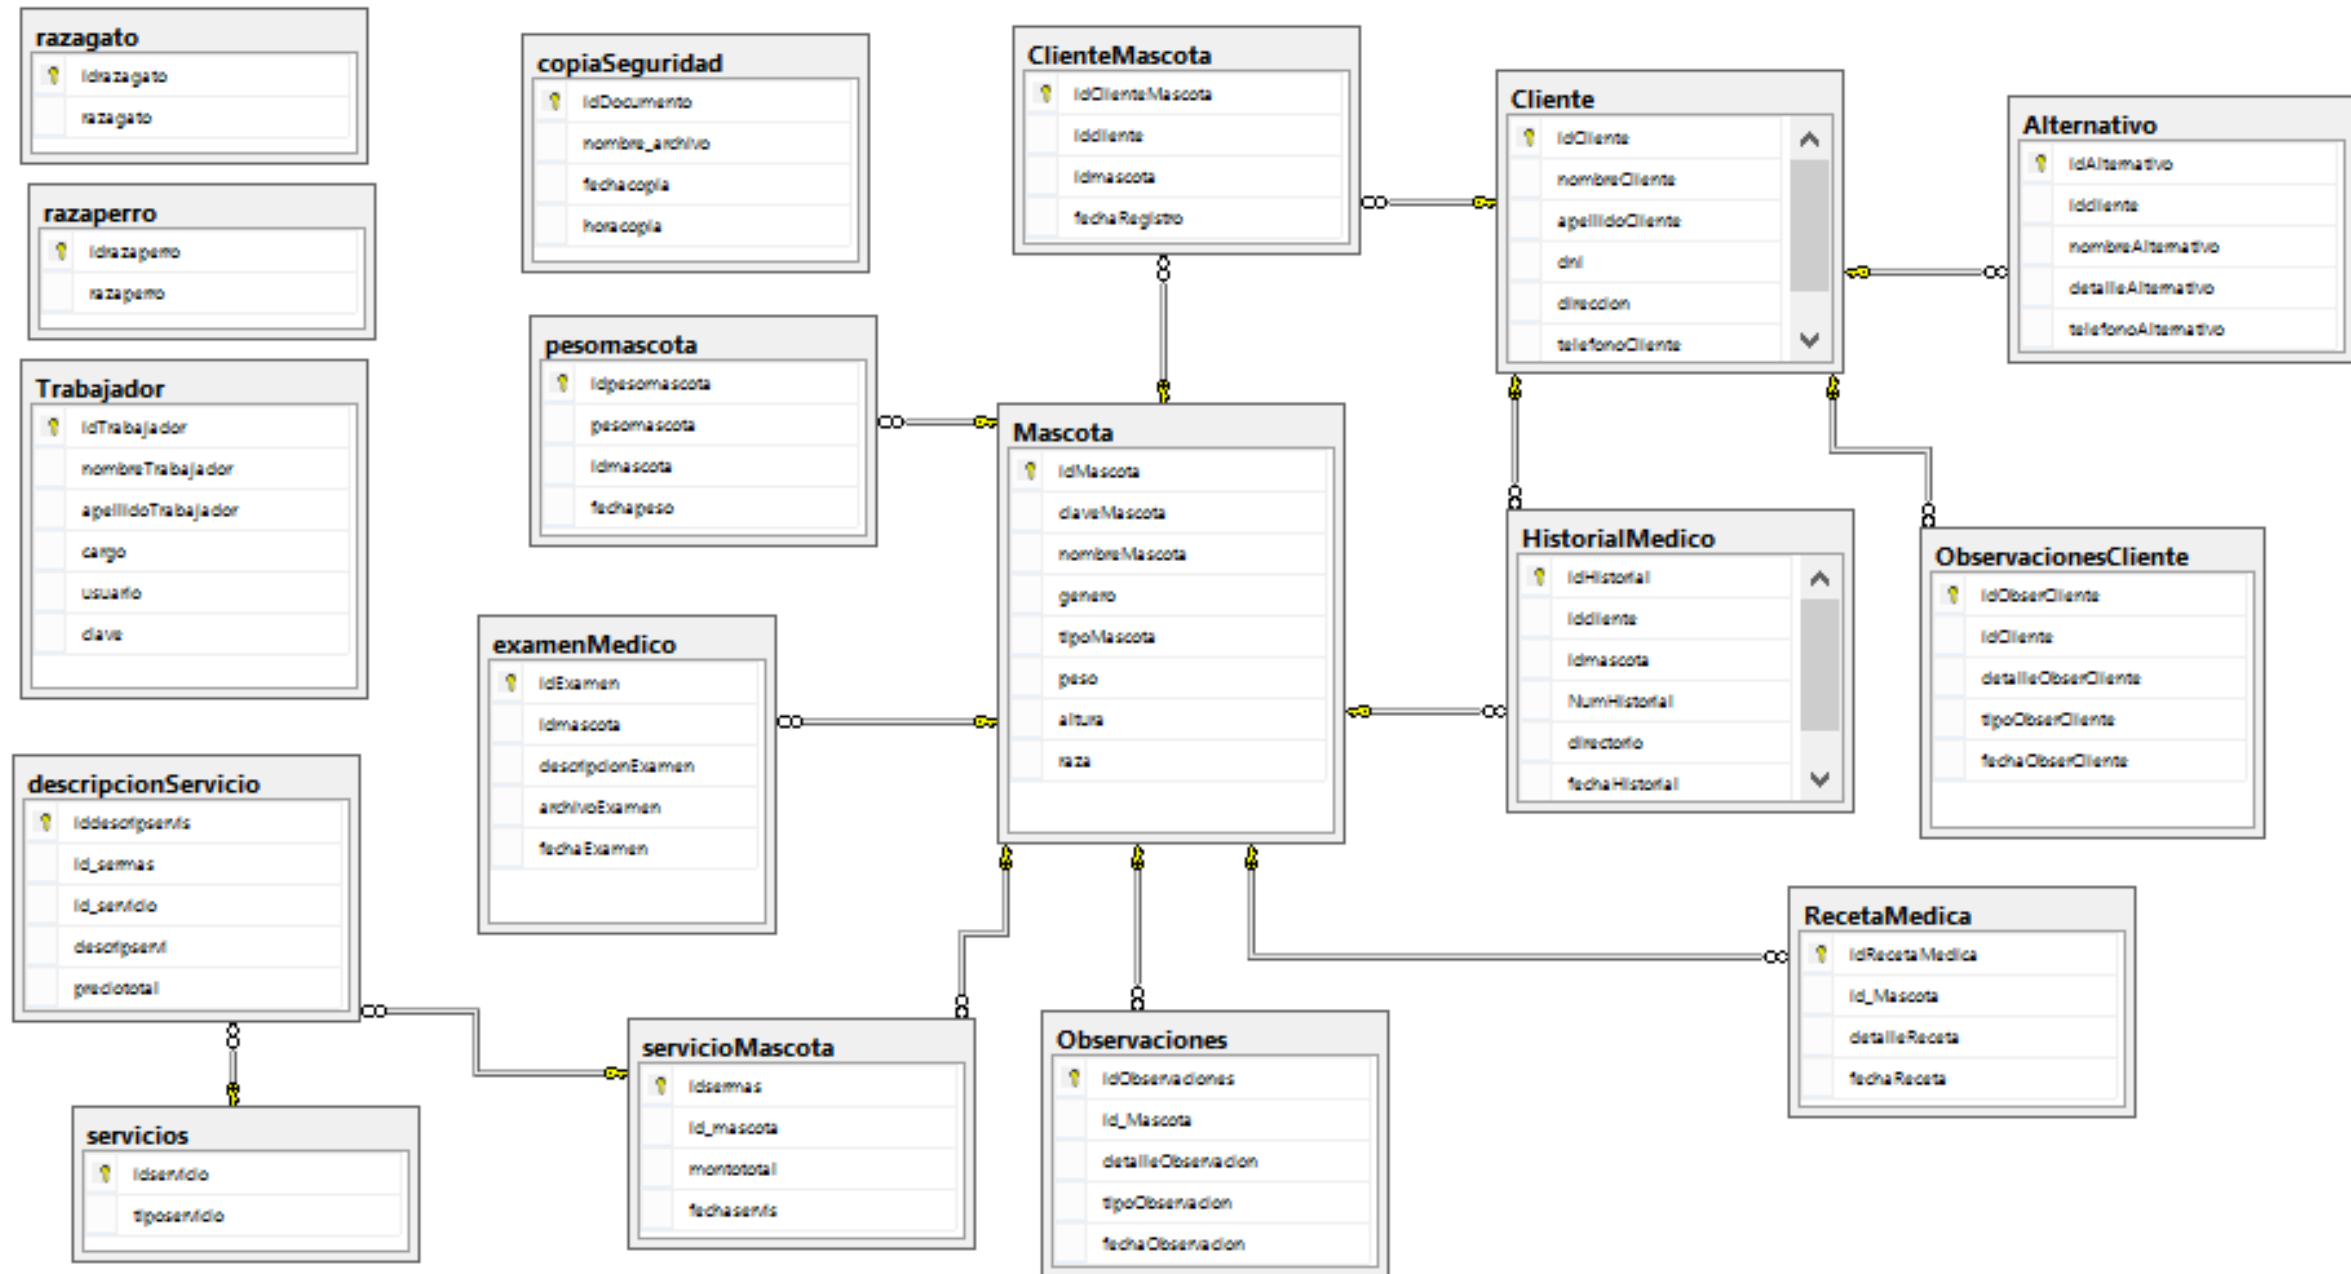 razagato
idrazagato
razagato
razaperro
idrazaperro
razaperro
Trabajador
idTrabajador
nombreTrabajador
apellidoTrabajador
cargo
usuario
clave
descripcionServicio
iddescripservis
id_sermas
id_servicio
descripservi
preciototal
servicios
idservicio
tiposervicio
copiaSeguridad
idDocumento
nombre_archivo
fechacopia
horacopia
pesomascota
idpesomascota
pesomascota
idmascota
fechapeso
examenMedico
idExamen
idmascota
descripcionExamen
archivoExamen
fechaExamen
servicioMascota
idsermas
id_mascota
montototal
fechaservis
ClienteMascota
idClienteMascota
idcliente
idmascota
fechaRegistro
Mascota
idMascota
claveMascota
nombreMascota
genero
tipoMascota
peso
altura
raza
Observaciones
idObservaciones
id_Mascota
detalleObservacion
tipoObservacion
fechaObservacion
Cliente
idCliente
nombreCliente
apellidoCliente
dni
direccion
telefonoCliente
HistorialMedico
idHistorial
idcliente
idmascota
NumHistorial
directorio
fechaHistorial
Alternativo
idAlternativo
idcliente
nombreAlternativo
detalleAlternativo
telefonoAlternativo
ObservacionesCliente
idObserCliente
idCliente
detalleObserCliente
tipoObserCliente
fechaObserCliente
RecetaMedica
idRecetaMedica
id_Mascota
detalleReceta
fechaReceta